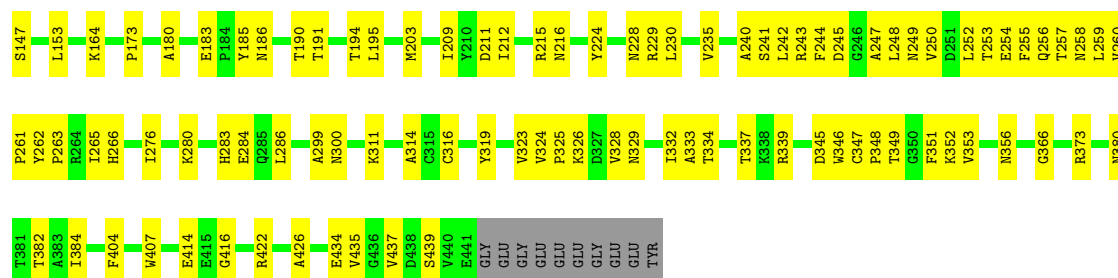 S147 L153 K164 P173 A180 E183 P184 Y185 N186 T190 T191 T194 L195 M203 I209 Y210 D211 I212 R215 N216 Y224 N228 R229 L230 V235 A240 S241 L242 R243 F244 D245 G246 A247 L248 N249 V250 D251 L252 T253 E254 F255 Q256 T257 N258 L259 V260
P261 Y262 P263 R264 I265 H266 I276 K280 H283 E284 Q285 L286 A299 N300 K311 A314 C315 C316 Y319 V323 V324 P325 K326 D327 V328 N329 I332 A333 T334 T337 K338 R339 D345 W346 C347 P348 T349 G350 F351 K352 V353 N356 G366 R373 N380
T381 T382 A383 I384 F404 W407 E414 E415 G416 R422 A426 E434 V435 G436 V437 D438 S439 V440 E441 GLY GLU GLY GLU GLU GLU GLY GLU GLU TYR